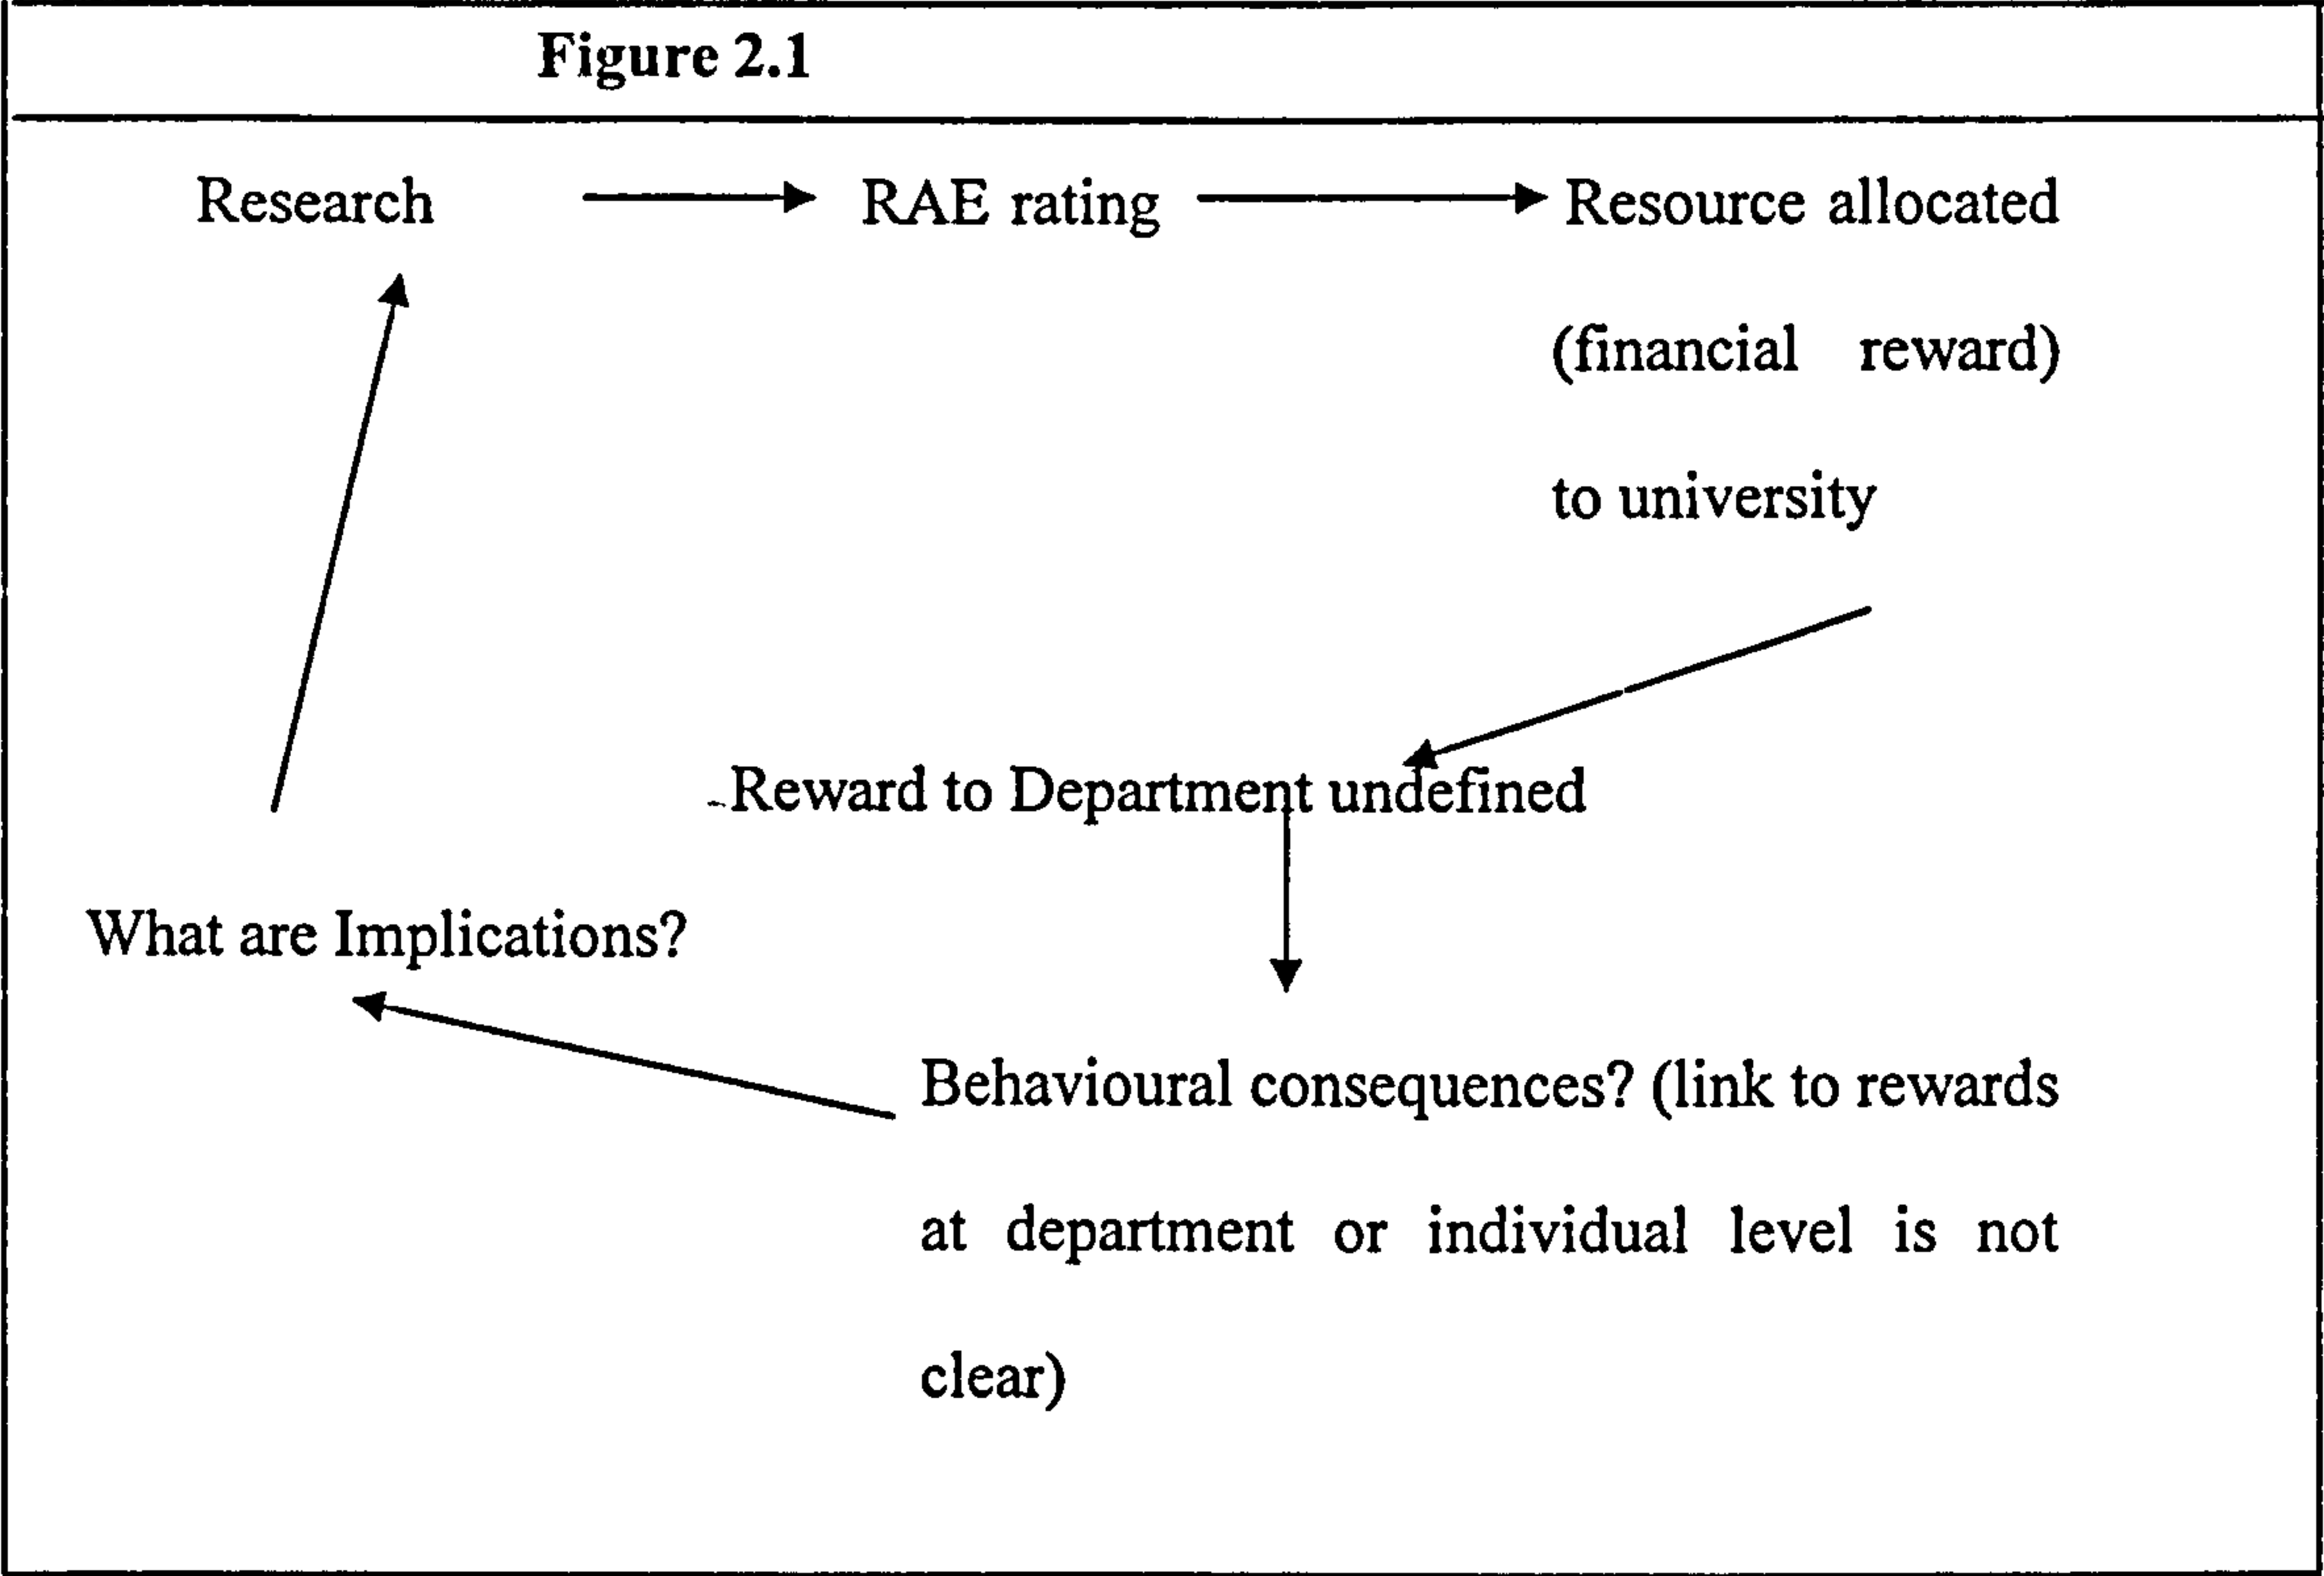 Figure 2.1
Research RAE rating Resource allocated
(financial reward)
to university
Reward to Department undefined
What are Implications?
Behavioural consequences? (link to rewards
at department or individual level is not
clear)